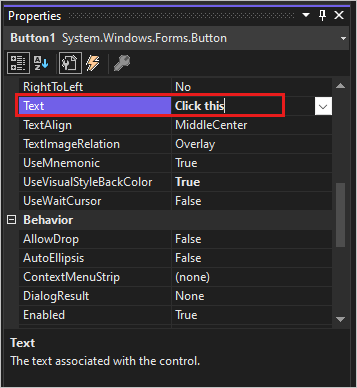 Properties
Button1 System.Windows.Forms.Button
RightToLeft No
Text Click this
TextAlign MiddleCenter
TextImageRelation Overlay
UseMnemonic True
UseVisualStyleBackColor True
UseWaitCursor False
Behavior
AllowDrop False
AutoEllipsis False
ContextMenuStrip (none)
DialogResult None
Enabled True
Text
The text associated with the control.